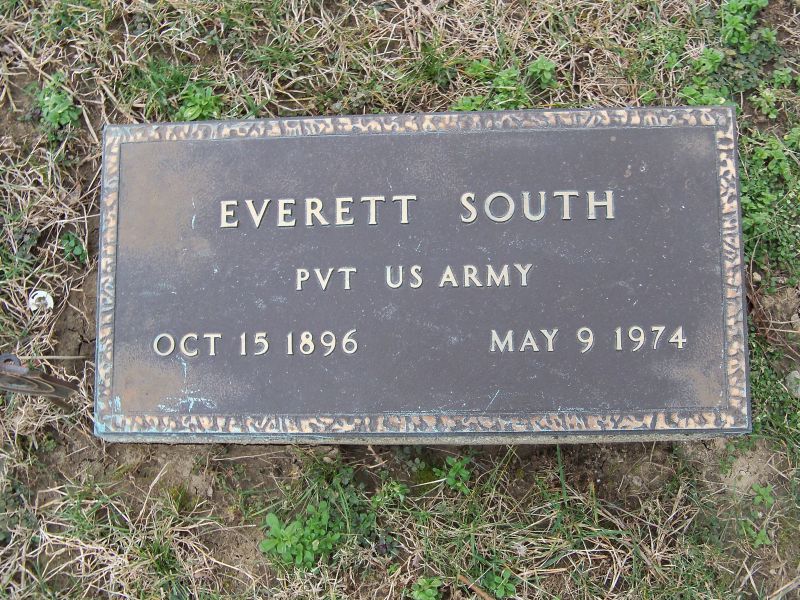 EVERETT SOUTH
PVT US ARMY
OCT 15 1896 MAY 9 1974